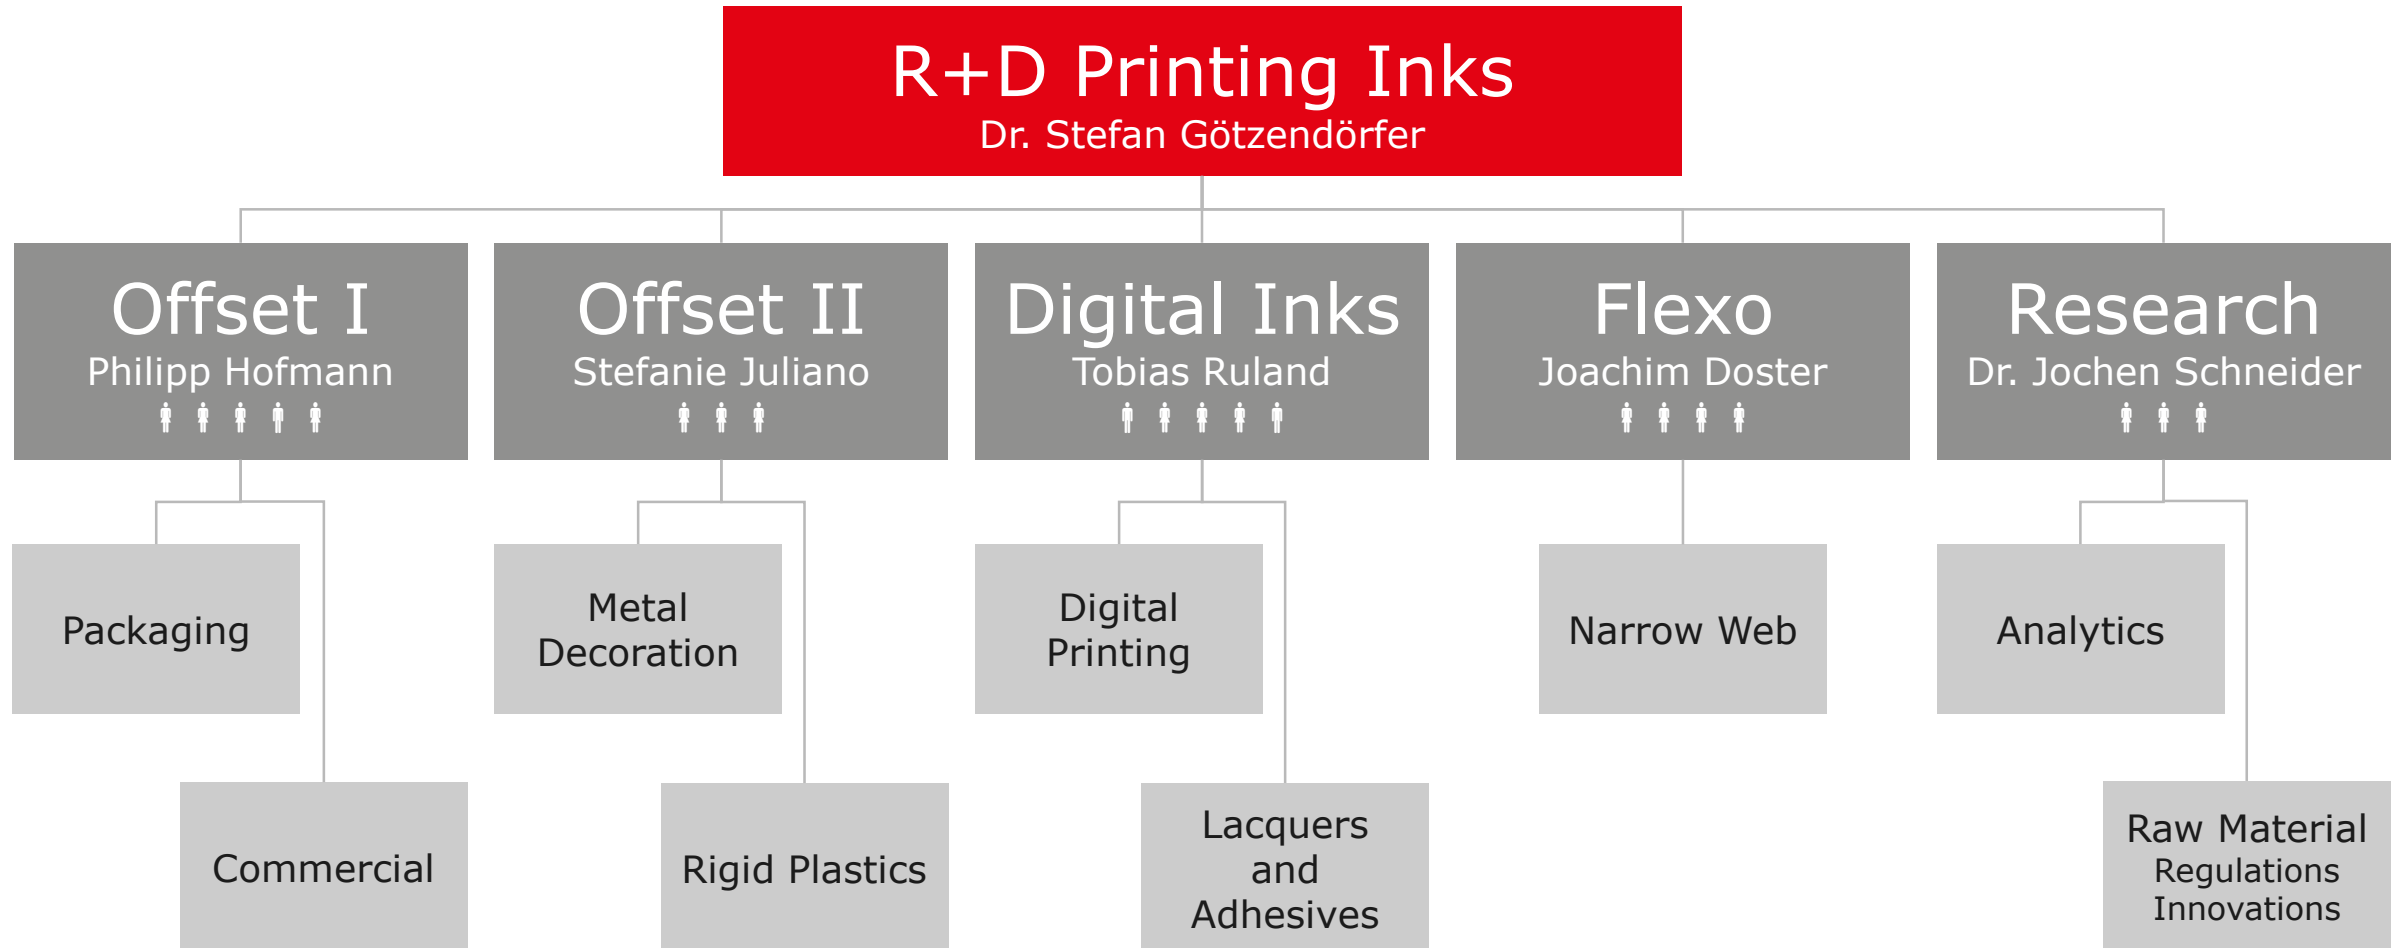 R+D Printing Inks
Dr. Stefan Götzendörfer
Offset I
Philipp Hofmann
Offset II
Stefanie Juliano
Digital Inks
Tobias Ruland
Flexo
Joachim Doster
Research
Dr. Jochen Schneider
Packaging
Metal
Decoration
Digital
Printing
Narrow Web
Analytics
Commercial
Rigid Plastics
Lacquers
and
Adhesives
Raw Material
Regulations
Innovations